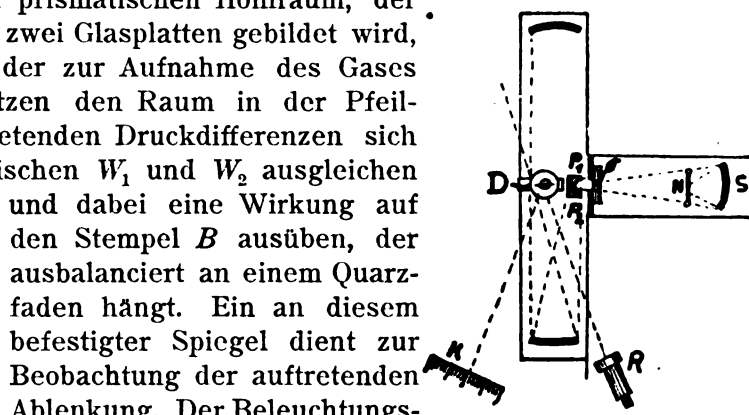 prismatischen Hohlraum, der
zwei Glasplatten gebildet wird,
der zur Aufnahme des Gases
tzen den Raum in der Pfeil-
etenden Druckdifferenzen sich
ischen W₁ und W₂ ausgleichen
und dabei eine Wirkung auf
den Stempel B ausüben, der
ausbalanciert an einem Quarz-
faden hängt. Ein an diesem
befestigter Spiegel dient zur
Beobachtung der auftretenden
Ablenkung. Der Beleuchtungs-
D
P₁
P₂
N
S
K
R